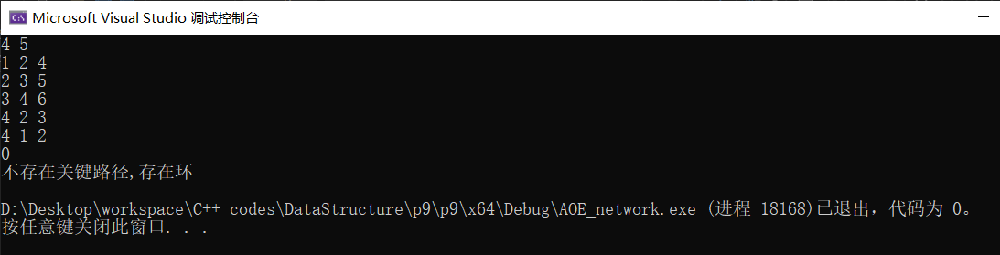 Microsoft Visual Studio 调试控制台
4 5
1 2 4
2 3 5
3 4 6
4 2 3
4 1 2
0
不存在关键路径,存在环
D:\Desktop\workspace\C++ codes\DataStructure\p9\p9\x64\Debug\AOE_network.exe (进程 18168)已退出，代码为 0。
按任意键关闭此窗口. . .